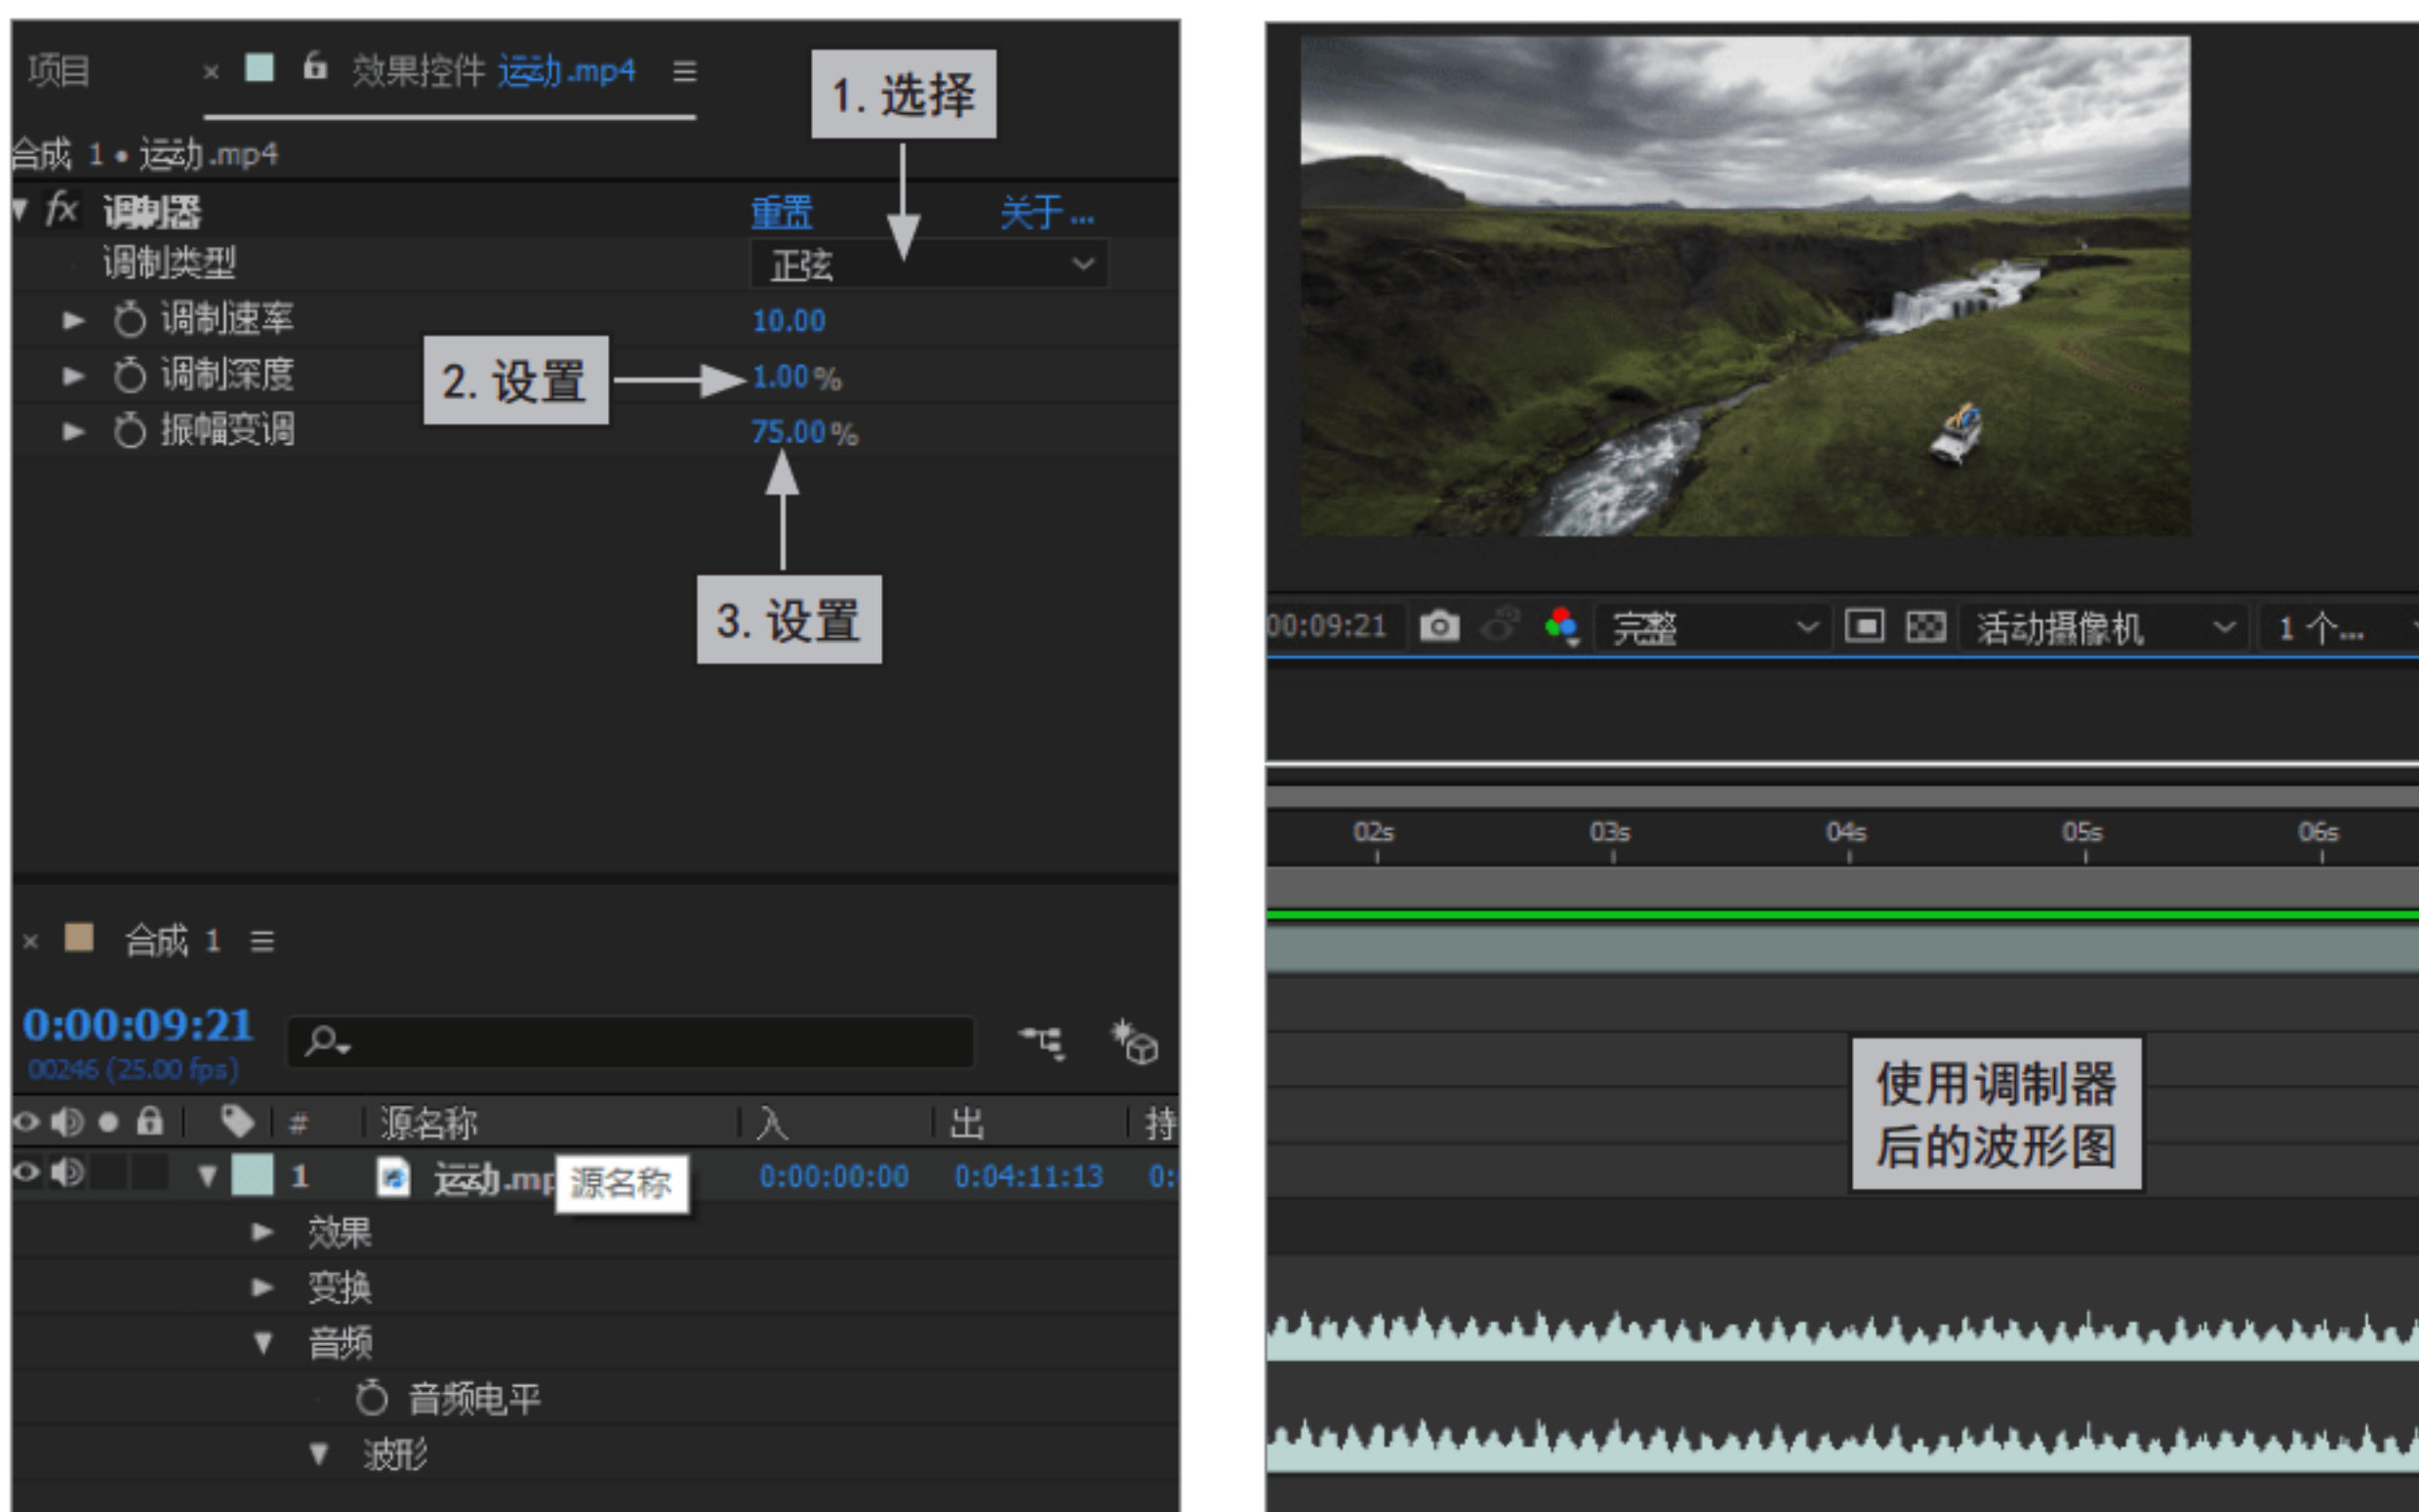 项目
× 效果控件 运动.mp4 ≡
1. 选择
合成 1 • 运动.mp4
fx 调制器 重置 关于...
调制类型 正弦
调制速率 10.00
2. 设置
调制深度 1.00%
振幅变调 75.00%
3. 设置
× 合成 1 ≡
0:00:09:21
00246 (25.00 fps)
# 源名称 入 出 持
1 运动.mp 源名称 0:00:00:00 0:04:11:13 0:
效果
变换
音频
音频电平
波形
00:09:21 完整 活动摄像机 1 个...
02s 03s 04s 05s 06s
使用调制器
后的波形图